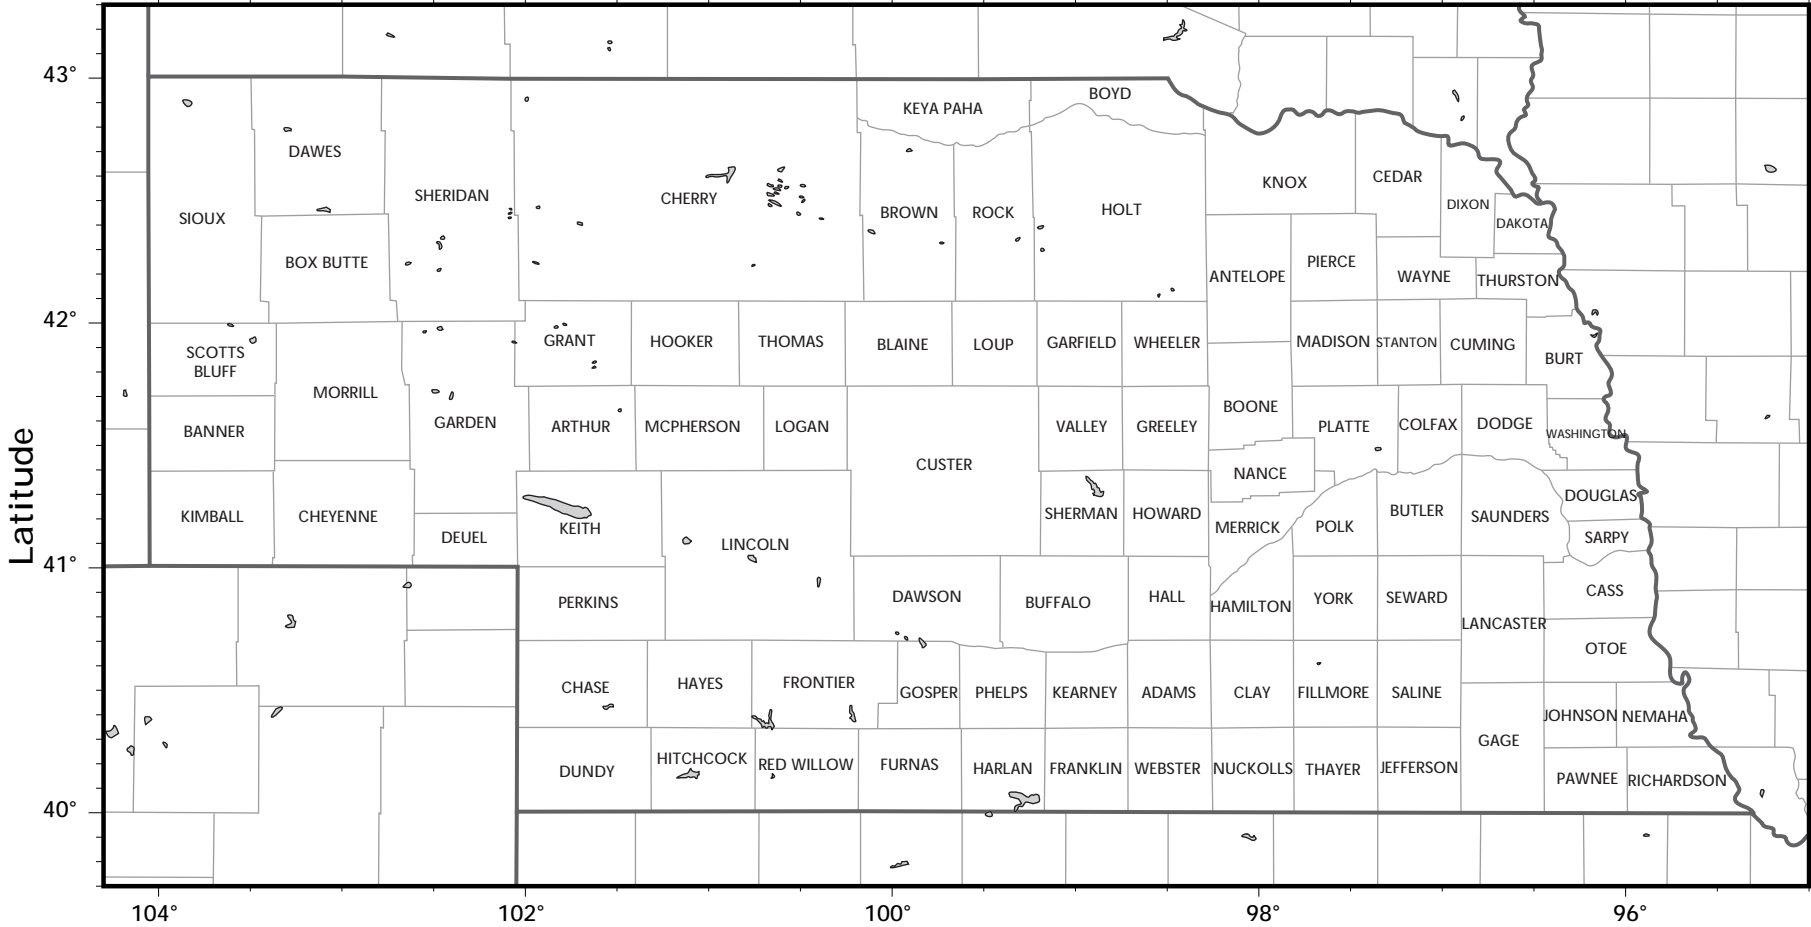 43°
42°
41°
40°
Latitude
BOYD
KEYA PAHA
DAWES
SHERIDAN
CHERRY
SIOUX
BROWN
ROCK
HOLT
KNOX
CEDAR
DIXON
DAKOTA
BOX BUTTE
ANTELOPE
PIERCE
WAYNE
THURSTON
SCOTTS
BLUFF
GRANT
HOOKER
THOMAS
BLAINE
LOUP
GARFIELD
WHEELER
MADISON
STANTON
CUMING
BURT
MORRILL
GARDEN
BANNER
ARTHUR
MCPHERSON
LOGAN
CUSTER
VALLEY
GREELEY
BOONE
PLATTE
COLFAX
DODGE
WASHINGTON
NANCE
KIMBALL
CHEYENNE
DEUEL
KEITH
LINCOLN
SHERMAN
HOWARD
MERRICK
POLK
BUTLER
SAUNDERS
DOUGLAS
SARPY
PERKINS
DAWSON
BUFFALO
HALL
HAMILTON
YORK
SEWARD
LANCASTER
CASS
OTOE
CHASE
HAYES
FRONTIER
GOSPER
PHELPS
KEARNEY
ADAMS
CLAY
FILLMORE
SALINE
GAGE
JOHNSON
NEMAHA
DUNDY
HITCHCOCK
RED WILLOW
FURNAS
HARLAN
FRANKLIN
WEBSTER
NUCKOLLS
THAYER
JEFFERSON
PAWNEE
RICHARDSON
104°
102°
100°
98°
96°